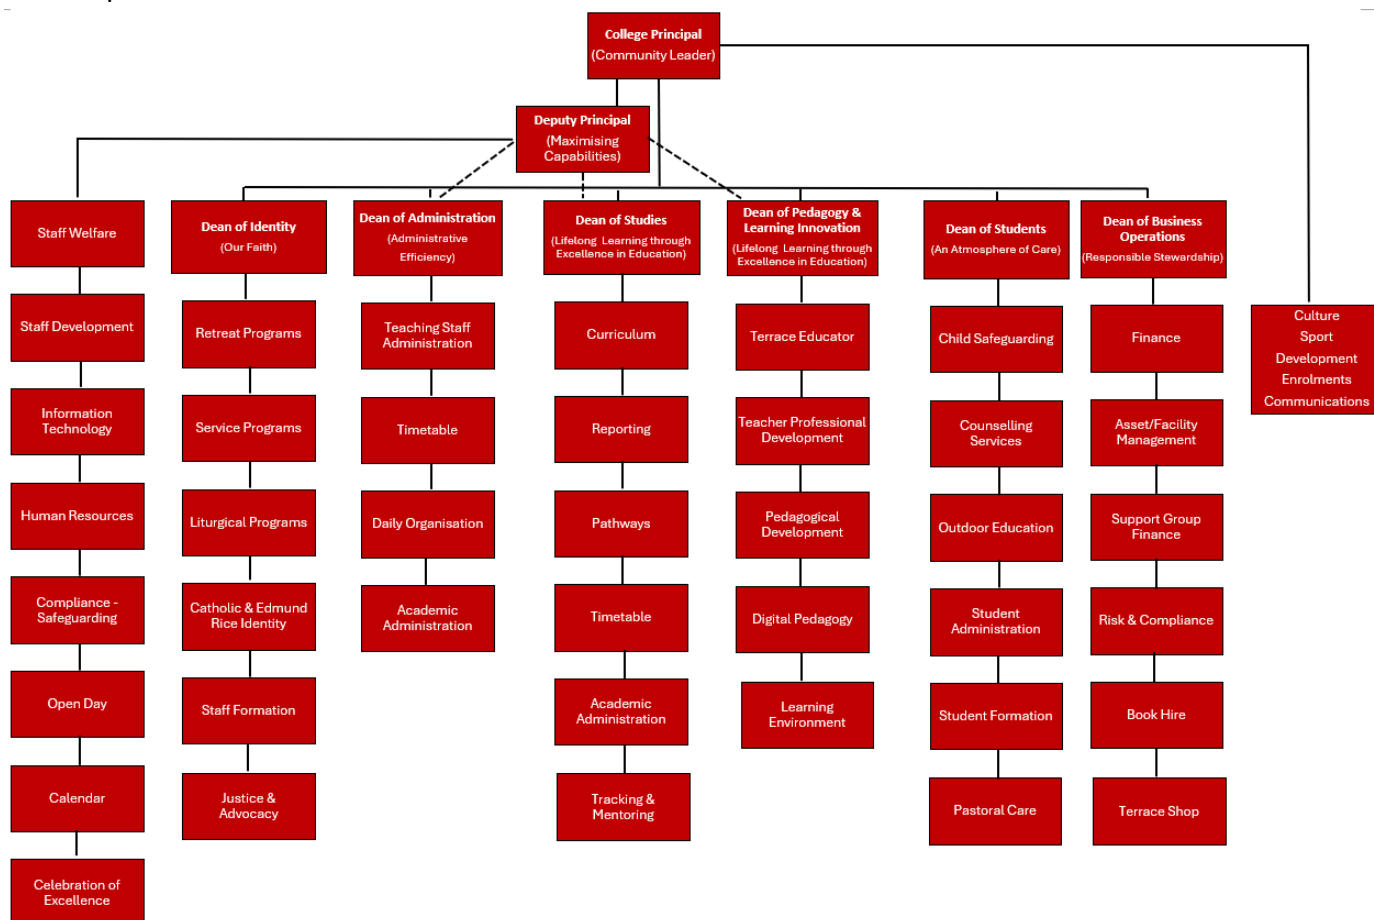 College Principal
(Community Leader)
Deputy Principal
(Maximising
Capabilities)
Staff Welfare
Staff Development
Information
Technology
Human Resources
Compliance -
Safeguarding
Open Day
Calendar
Celebration of
Excellence
Dean of Identity
(Our Faith)
Retreat Programs
Service Programs
Liturgical Programs
Catholic & Edmund
Rice Identity
Staff Formation
Justice &
Advocacy
Dean of Administration
(Administrative
Efficiency)
Teaching Staff
Administration
Timetable
Daily Organisation
Academic
Administration
Dean of Studies
(Lifelong Learning through
Excellence in Education)
Curriculum
Reporting
Pathways
Timetable
Academic
Administration
Tracking &
Mentoring
Dean of Pedagogy &
Learning Innovation
(Lifelong Learning through
Excellence in Education)
Terrace Educator
Teacher Professional
Development
Pedagogical
Development
Digital Pedagogy
Learning
Environment
Dean of Students
(An Atmosphere of Care)
Child Safeguarding
Counselling
Services
Outdoor Education
Student
Administration
Student Formation
Pastoral Care
Dean of Business
Operations
(Responsible Stewardship)
Finance
Asset/Facility
Management
Support Group
Finance
Risk & Compliance
Book Hire
Terrace Shop
Culture
Sport
Development
Enrolments
Communications